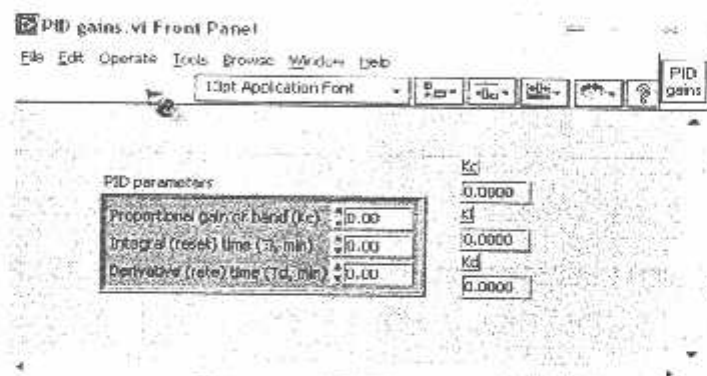 PID gains.vi Front Panel
File Edit Operate Tools Browse Window Help
13pt Application Font
PID gains
PID parameters
Proportional gain or band (Kc) 0.00
Integral (reset) time (Ti, min) 0.00
Derivative (rate) time (Td, min) 0.00
Kc
0.0000
Ki
0.0000
Kd
0.0000